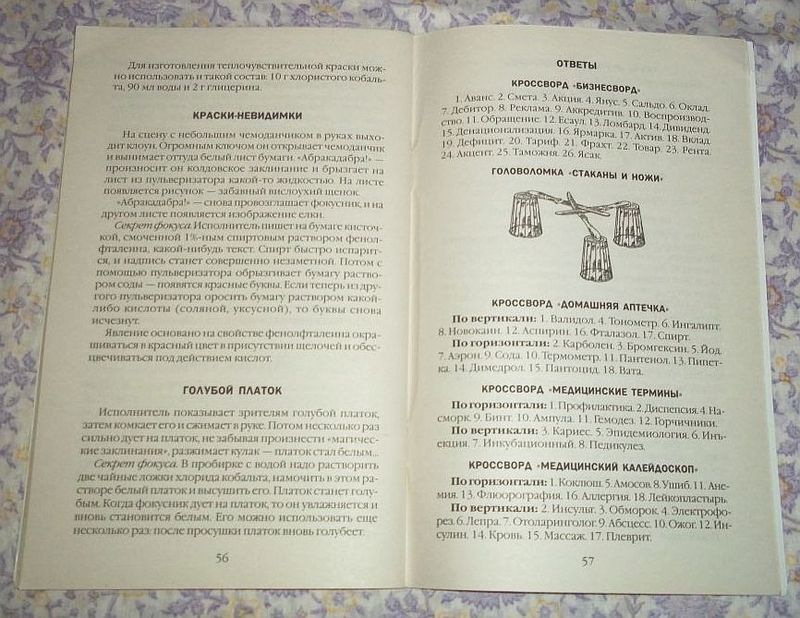 Для изготовления теплочувствительной краски мож-
но использовать и такой состав: 10 г хлористого кобаль-
та, 90 мл воды и 2 г глицерина.
КРАСКИ-НЕВИДИМКИ
На сцену с небольшим чемоданчиком в руках выхо-
дит клоун. Огромным ключом он открывает чемоданчик
и вынимает оттуда белый лист бумаги. «Абракадабра!» —
произносит он колдовское заклинание и брызгает на
лист из пульверизатора какой-то жидкостью. На листе
появляется рисунок — забавный вислоухий щенок.
«Абракадабра!» — снова провозглашает фокусник, и на
другом листе появляется изображение елки.
Секрет фокуса. Исполнитель пишет на бумаге кисточ-
кой, смоченной 1%-ным спиртовым раствором фенол-
фталеина, какой-нибудь текст. Спирт быстро испарит-
ся, и надпись станет совершенно незаметной. Потом с
помощью пульверизатора обрызгивает бумагу раство-
ром соды — появятся красные буквы. Если теперь из дру-
гого пульверизатора оросить бумагу раствором какой-
либо кислоты (соляной, уксусной), то буквы снова
исчезнут.
Явление основано на свойстве фенолфталеина окра-
шиваться в красный цвет в присутствии щелочей и обес-
цвечиваться под действием кислот.
ГОЛУБОЙ ПЛАТОК
Исполнитель показывает зрителям голубой платок,
затем комкает его и сжимает в руке. Потом несколько раз
сильно дует на платок, не забывая произнести «магичес-
кие заклинания», разжимает кулак — платок стал белым...
Секрет фокуса. В пробирке с водой надо растворить
две чайные ложки хлорида кобальта, намочить в этом ра-
створе белый платок и высушить его. Платок станет голу-
бым. Когда фокусник дует на платок, то он увлажняется и
вновь становится белым. Его можно использовать еще
несколько раз: после просушки платок вновь голубеет.
56
ОТВЕТЫ
КРОССВОРД «БИЗНЕСВОРД»
1. Аванс. 2. Смета. 3. Акция. 4. Янус. 5. Сальдо. 6. Оклад.
7. Дебитор. 8. Реклама. 9. Аккредитив. 10. Воспроизвод-
ство. 11. Обращение. 12. Есаул. 13. Ломбард. 14. Дивиденд.
15. Денационализация. 16. Ярмарка. 17. Актив. 18. Вклад.
19. Дефицит. 20. Тариф. 21. Фрахт. 22. Товар. 23. Рента.
24. Акцент. 25. Таможня. 26. Ясак.
ГОЛОВОЛОМКА «СТАКАНЫ И НОЖИ»
КРОССВОРД «ДОМАШНЯЯ АПТЕЧКА»
По вертикали: 1. Валидол. 4. Тонометр. 6. Ингалипт.
8. Новокаин. 12. Аспирин. 16. Фталазол. 17. Спирт.
По горизонтали: 2. Карболен. 3. Бромгексин. 5. Йод.
7. Аэрон. 9. Сода. 10. Термометр. 11. Пантенол. 13. Пипет-
ка. 14. Димедрол. 15. Пантоцид. 18. Вата.
КРОССВОРД «МЕДИЦИНСКИЕ ТЕРМИНЫ»
По горизонтали: 1. Профилактика. 2. Диспепсия. 4. На-
сморк. 9. Бинт. 10. Ампула. 11. Гемодез. 12. Горчичники.
По вертикали: 3. Кариес. 5. Эпидемиология. 6. Инъ-
екция. 7. Инкубационный. 8. Педикулез.
КРОССВОРД «МЕДИЦИНСКИЙ КАЛЕЙДОСКОП»
По горизонтали: 1. Коклюш. 5. Амосов 8. Ушиб. 11. Ане-
мия. 13. Флюорография. 16. Аллергия. 18. Лейкопластырь.
По вертикали: 2. Инсульт. 3. Обморок. 4. Электрофо-
рез. 6. Лепра. 7. Отоларинголог. 9. Абсцесс. 10. Ожог. 12. Ин-
сулин. 14. Кровь. 15. Массаж. 17. Плеврит.
57